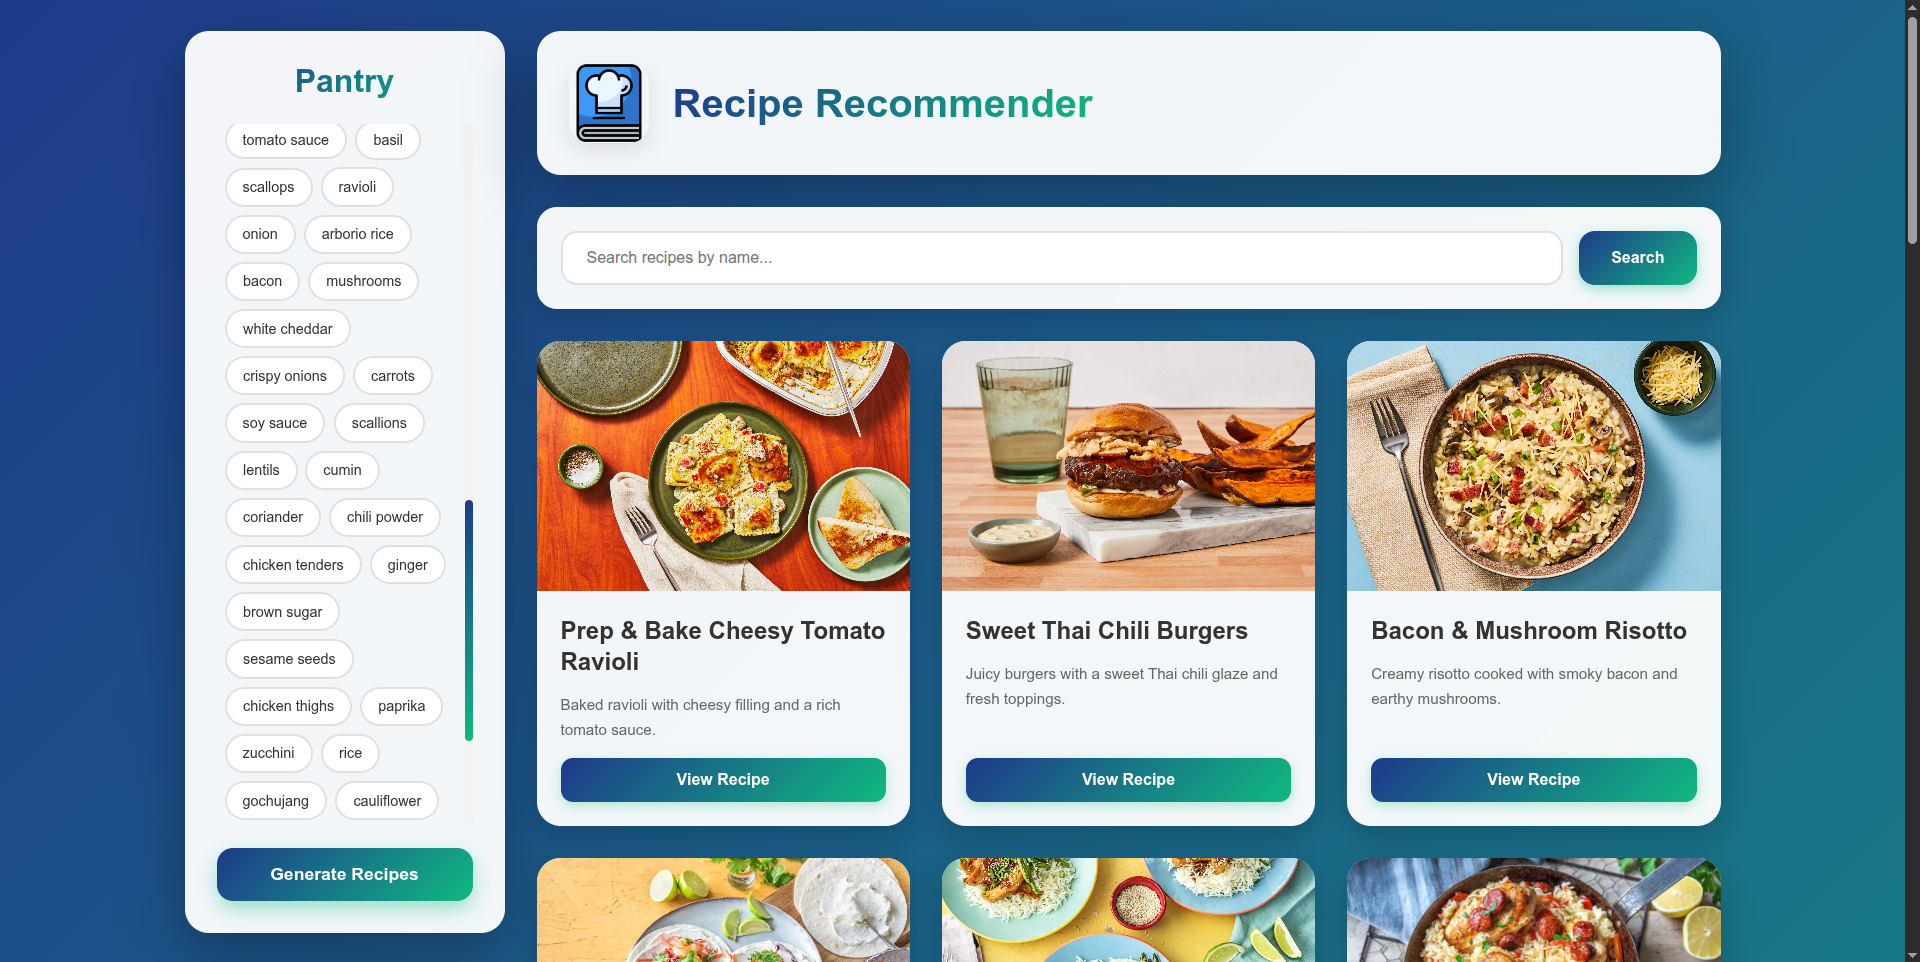 Pantry
tomato sauce
basil
scallops
ravioli
onion
arborio rice
bacon
mushrooms
white cheddar
crispy onions
carrots
soy sauce
scallions
lentils
cumin
coriander
chili powder
chicken tenders
ginger
brown sugar
sesame seeds
chicken thighs
paprika
zucchini
rice
gochujang
cauliflower
Generate Recipes
Recipe Recommender
Search recipes by name...
Search
Prep & Bake Cheesy Tomato
Ravioli
Baked ravioli with cheesy filling and a rich
tomato sauce.
View Recipe
Sweet Thai Chili Burgers
Juicy burgers with a sweet Thai chili glaze and
fresh toppings.
View Recipe
Bacon & Mushroom Risotto
Creamy risotto cooked with smoky bacon and
earthy mushrooms.
View Recipe